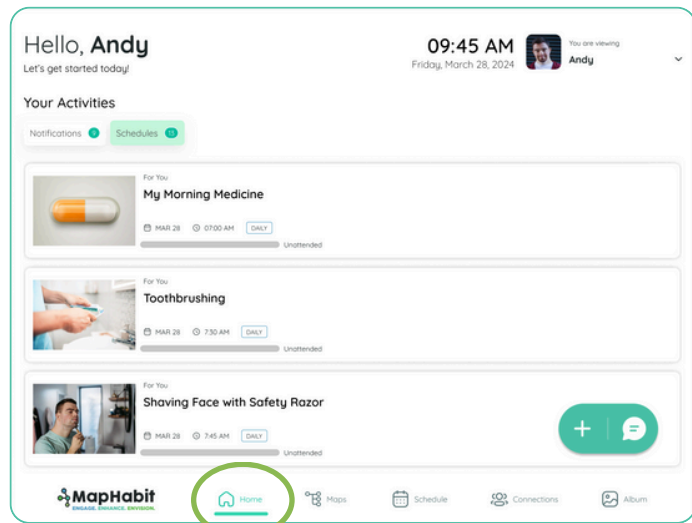 Hello, Andy
Let's get started today!
09:45 AM
Friday, March 28, 2024
You are viewing
Andy
Your Activities
Notifications 9
Schedules 13
For You
My Morning Medicine
MAR 28 07:00 AM DAILY
Unattended
For You
Toothbrushing
MAR 28 7:30 AM DAILY
Unattended
For You
Shaving Face with Safety Razor
MAR 28 7:45 AM DAILY
Unattended
MapHabit
ENGAGE. ENHANCE. ENVISION.
Home
Maps
Schedule
Connections
Album